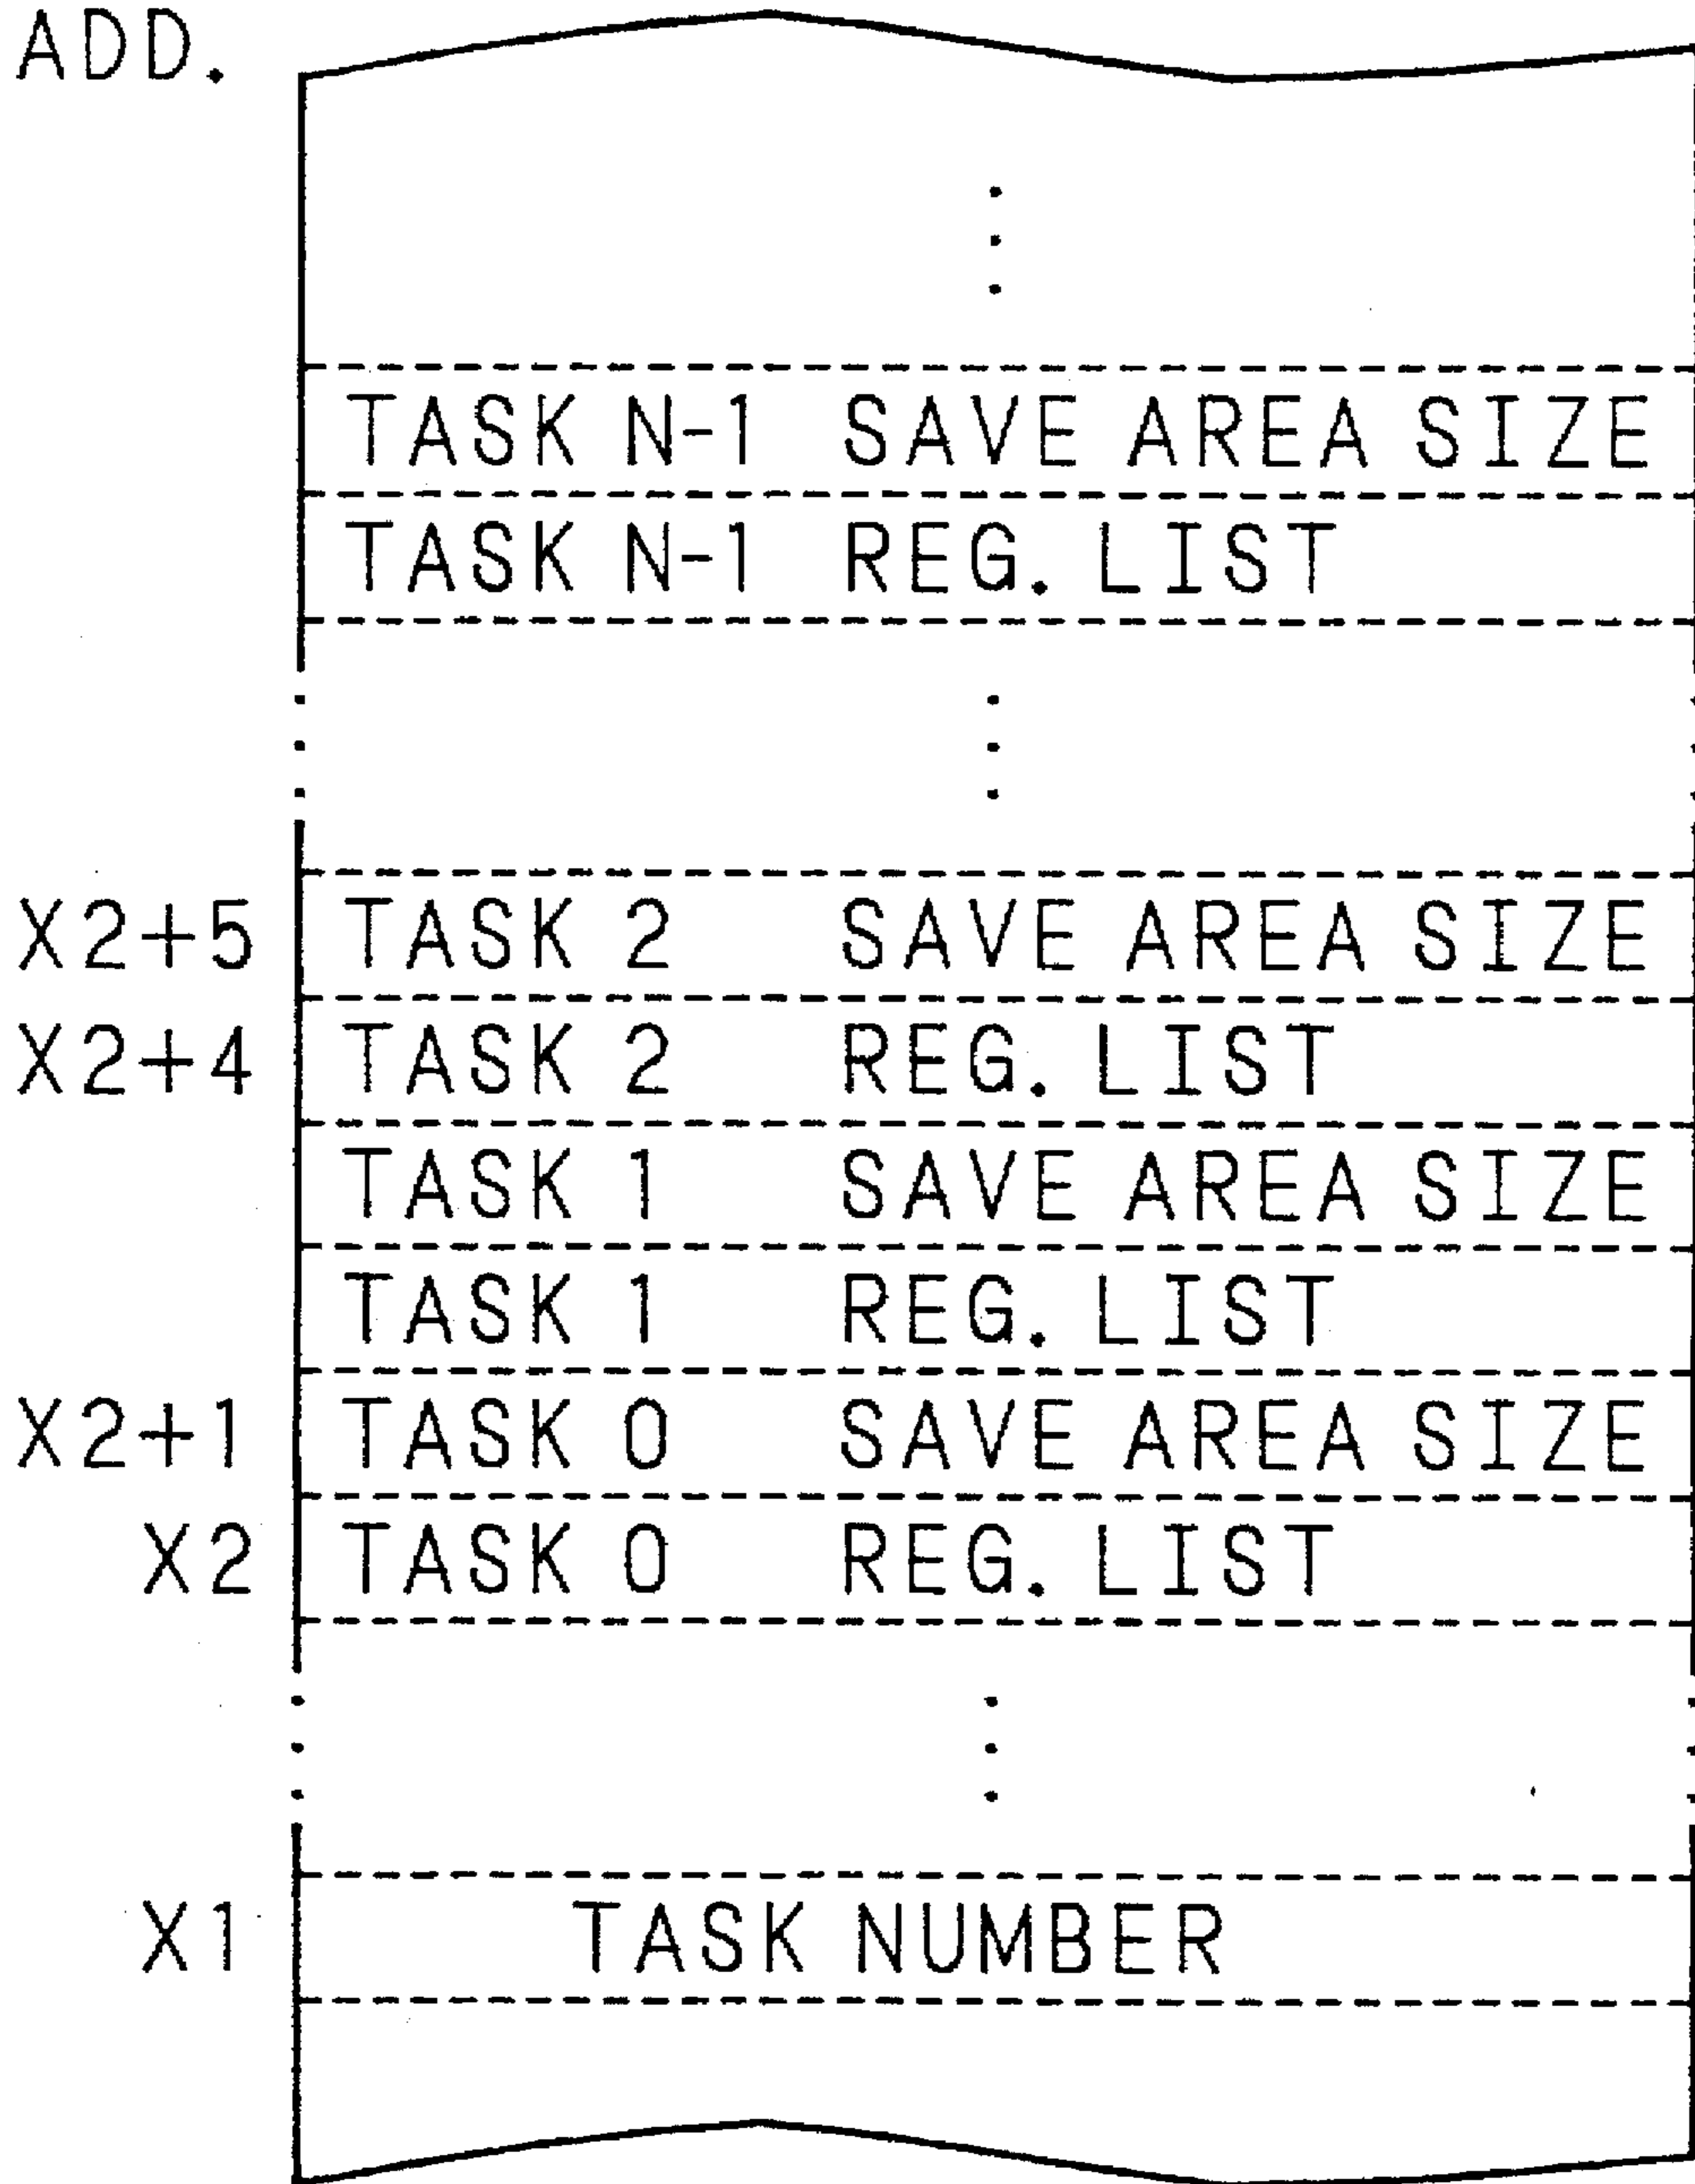 ADD.
TASK N-1 SAVE AREA SIZE
TASK N-1 REG. LIST
X2+5 TASK 2 SAVE AREA SIZE
X2+4 TASK 2 REG. LIST
TASK 1 SAVE AREA SIZE
TASK 1 REG. LIST
X2+1 TASK 0 SAVE AREA SIZE
X2 TASK 0 REG. LIST
X1 TASK NUMBER